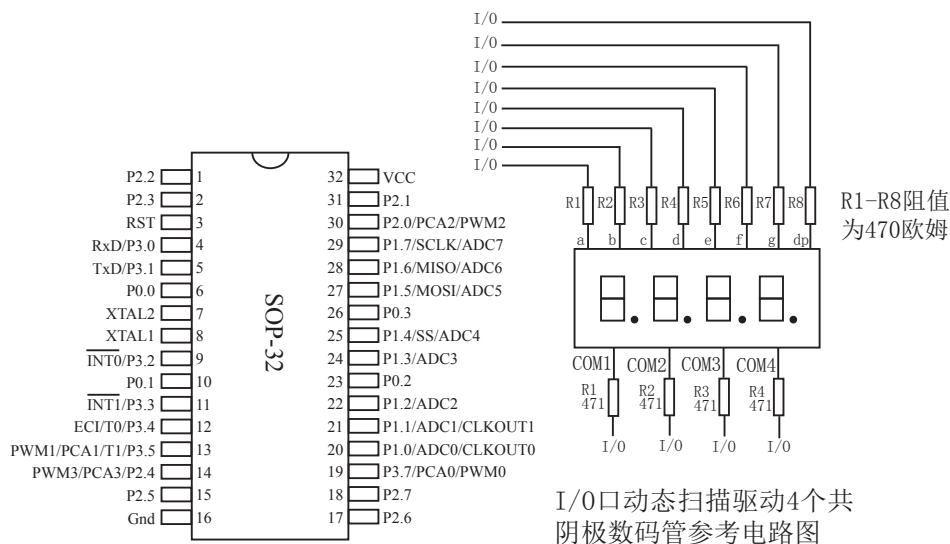 I/O
I/O
I/O
I/O
I/O
I/O
I/O
I/O
R1 R2 R3 R4 R5 R6 R7 R8
R1-R8阻值
为470欧姆
a b c d e f g dp
COM1 COM2 COM3 COM4
R1 R2 R3 R4
471 471 471 471
I/O I/O I/O I/O
I/O口动态扫描驱动4个共
阴极数码管参考电路图
SOP-32
P2.2 1 32 VCC
P2.3 2 31 P2.1
RST 3 30 P2.0/PCA2/PWM2
RxD/P3.0 4 29 P1.7/SCLK/ADC7
TxD/P3.1 5 28 P1.6/MISO/ADC6
P0.0 6 27 P1.5/MOSI/ADC5
XTAL2 7 26 P0.3
XTAL1 8 25 P1.4/SS/ADC4
INT0/P3.2 9 24 P1.3/ADC3
P0.1 10 23 P0.2
INT1/P3.3 11 22 P1.2/ADC2
ECI/T0/P3.4 12 21 P1.1/ADC1/CLKOUT1
PWM1/PCA1/T1/P3.5 13 20 P1.0/ADC0/CLKOUT0
PWM3/PCA3/P2.4 14 19 P3.7/PCA0/PWM0
P2.5 15 18 P2.7
Gnd 16 17 P2.6